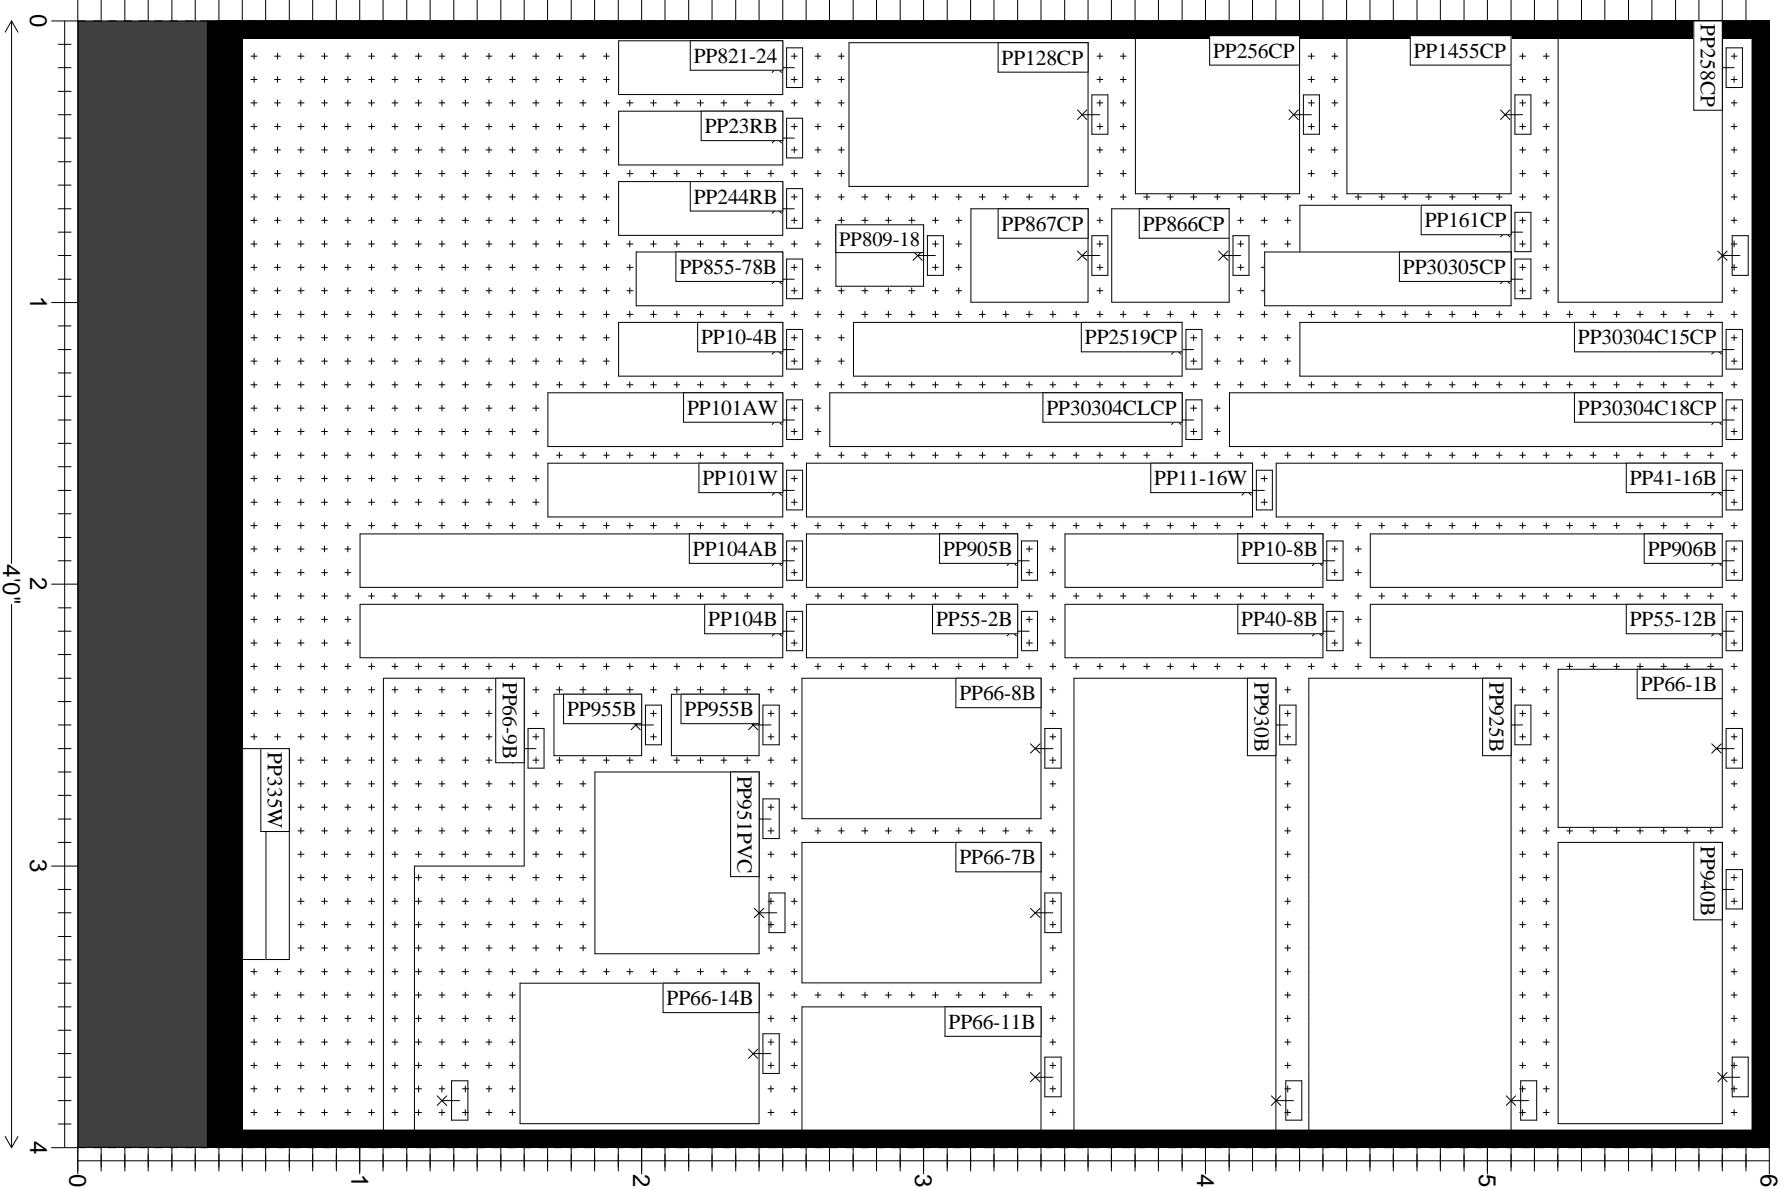 0
PP821-24
PP128CP
PP256CP
PP1455CP
PP258CP
PP23RB
PP244RB
PP809-18
PP867CP
PP866CP
PP161CP
PP855-78B
PP30305CP
1
PP10-4B
PP2519CP
PP30304C15CP
PP101AW
PP30304CLCP
PP30304C18CP
PP101W
PP11-16W
PP41-16B
PP104AB
PP905B
PP10-8B
PP906B
4'0"
2
PP104B
PP55-2B
PP40-8B
PP55-12B
PP66-9B
PP955B
PP955B
PP66-8B
PP930B
PP925B
PP66-1B
PP335W
PP951PVC
3
PP66-7B
PP940B
PP66-14B
PP66-11B
4
0
1
2
3
4
5
6